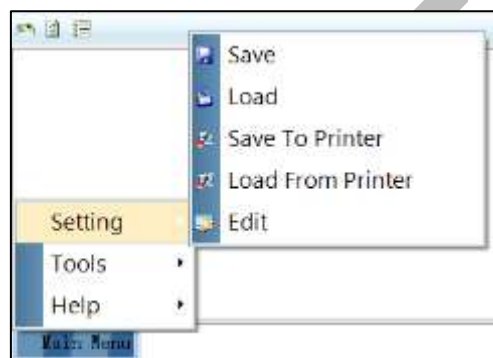 Save
Load
Save To Printer
Load From Printer
Edit
Setting
Tools
Help
Main Menu